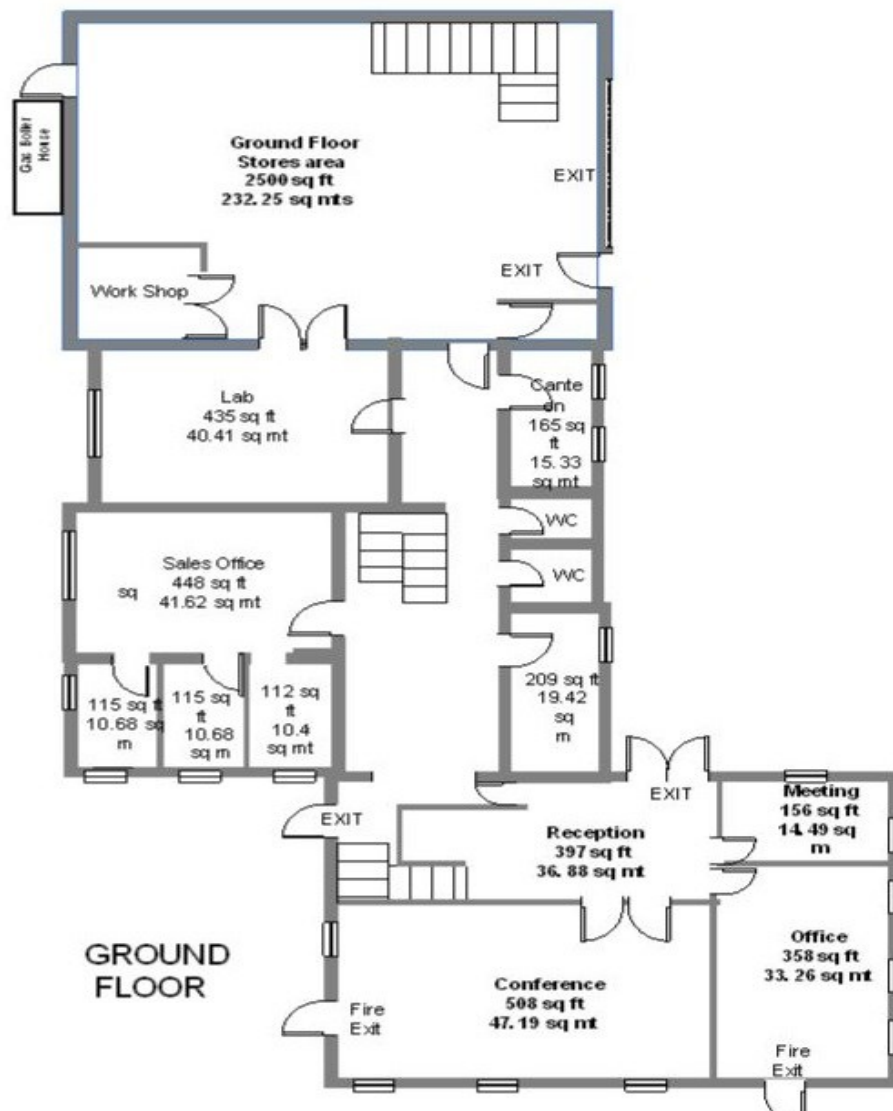 Gas Boiler
House
Ground Floor
Stores area
2500 sq ft
232.25 sq mts
EXIT
EXIT
Work Shop
Lab
435 sq ft
40.41 sq mt
Cante
en
165 sq
ft
15.33
sq mt
WC
WC
Sales Office
448 sq ft
sq
41.62 sq mt
115 sq ft
10.68 sq
m
115 sq
ft
10.68
sq m
112 sq
ft
10.4
sq mt
209 sq ft
19.42
sq
m
EXIT
EXIT
Meeting
156 sq ft
14.49 sq
m
Reception
397 sq ft
36.88 sq mt
GROUND
FLOOR
Office
358 sq ft
33.26 sq mt
Conference
508 sq ft
47.19 sq mt
Fire
Exit
Fire
Exit